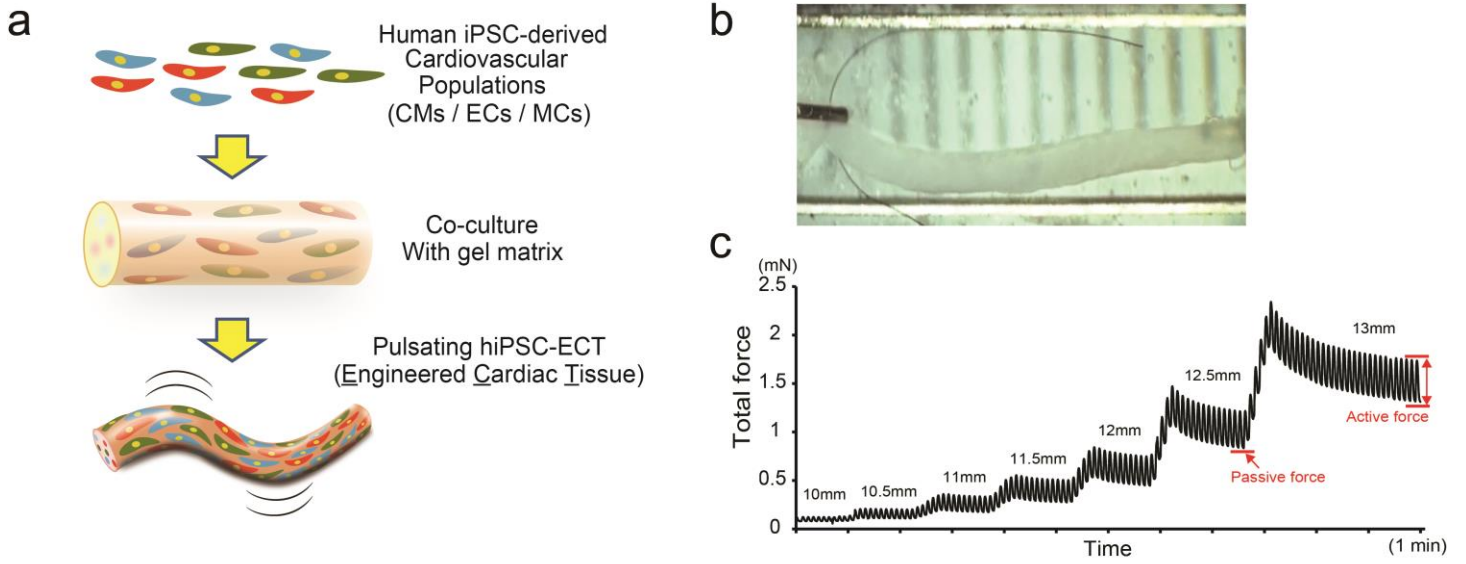 a
Human iPSC-derived
Cardiovascular
Populations
(CMs / ECs / MCs)
Co-culture
With gel matrix
Pulsating hiPSC-ECT
(Engineered Cardiac Tissue)
b
c
(mN)
2.5
2
1.5
1
0.5
0
Total force
10mm
10.5mm
11mm
11.5mm
12mm
12.5mm
13mm
Active force
Passive force
Time
(1 min)